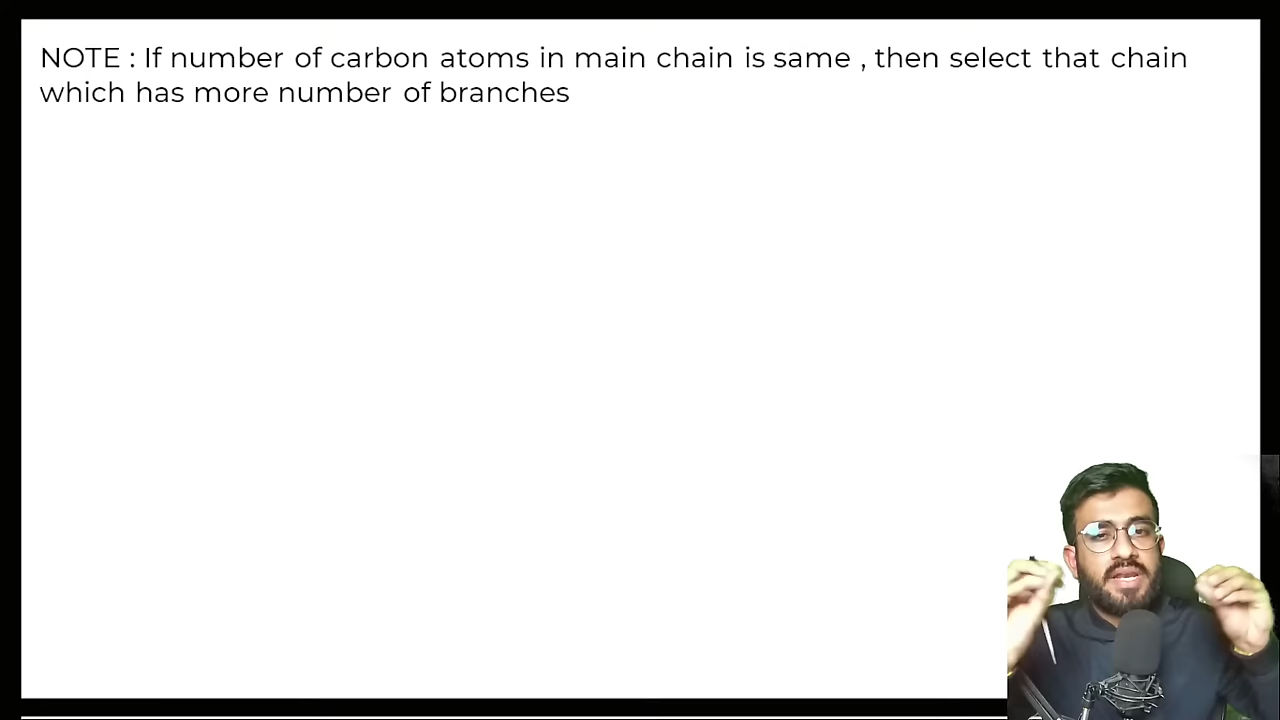 NOTE : If number of carbon atoms in main chain is same , then select that chain
which has more number of branches